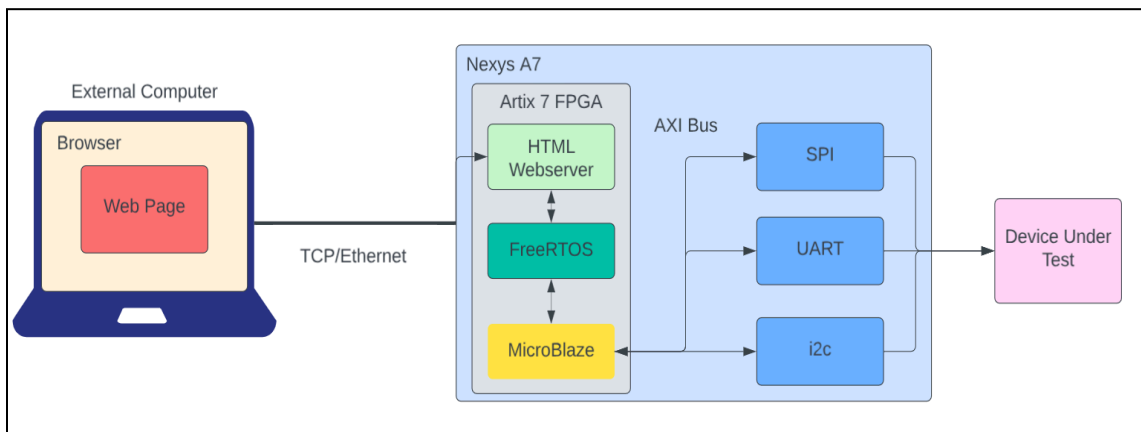 External Computer
Browser
Web Page
TCP/Ethernet
Nexys A7
Artix 7 FPGA
HTML
Webserver
FreeRTOS
MicroBlaze
AXI Bus
SPI
UART
i2c
Device Under
Test